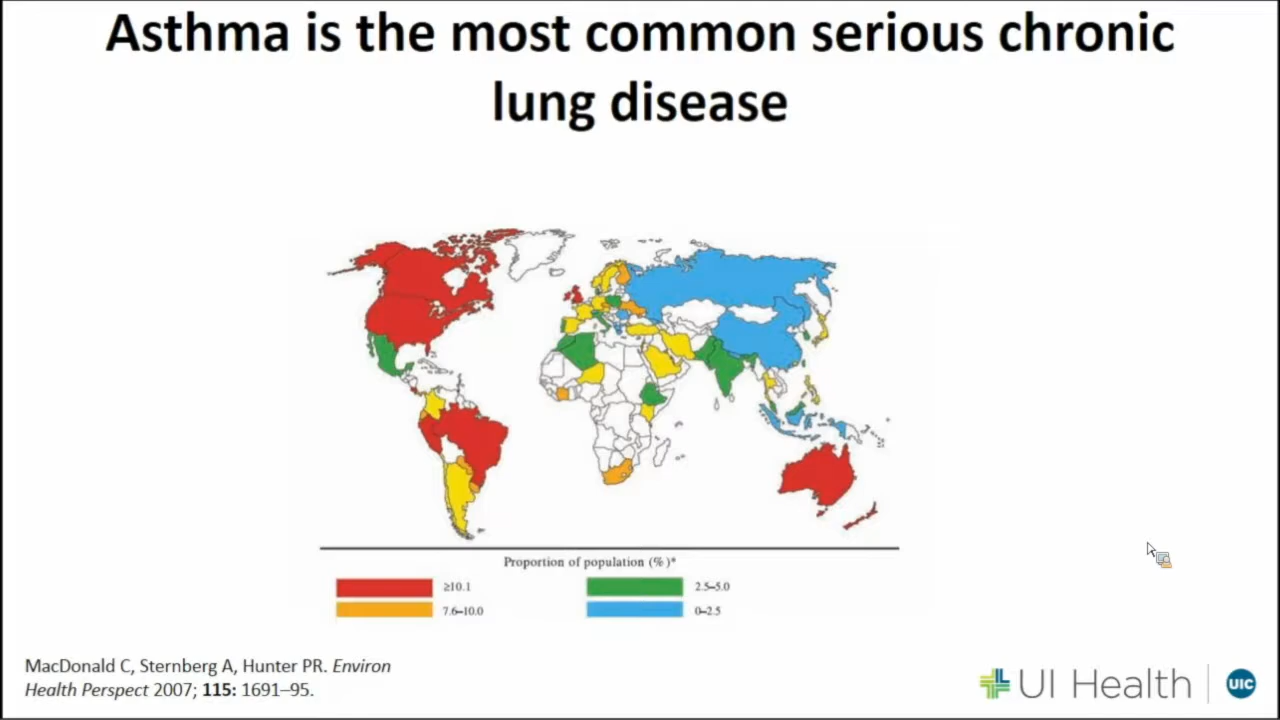 Asthma is the most common serious chronic
lung disease
Proportion of population (%)*
≥10.1
2.5–5.0
7.6–10.0
0–2.5
MacDonald C, Sternberg A, Hunter PR. Environ
Health Perspect 2007; 115: 1691–95.
UI Health
UIC